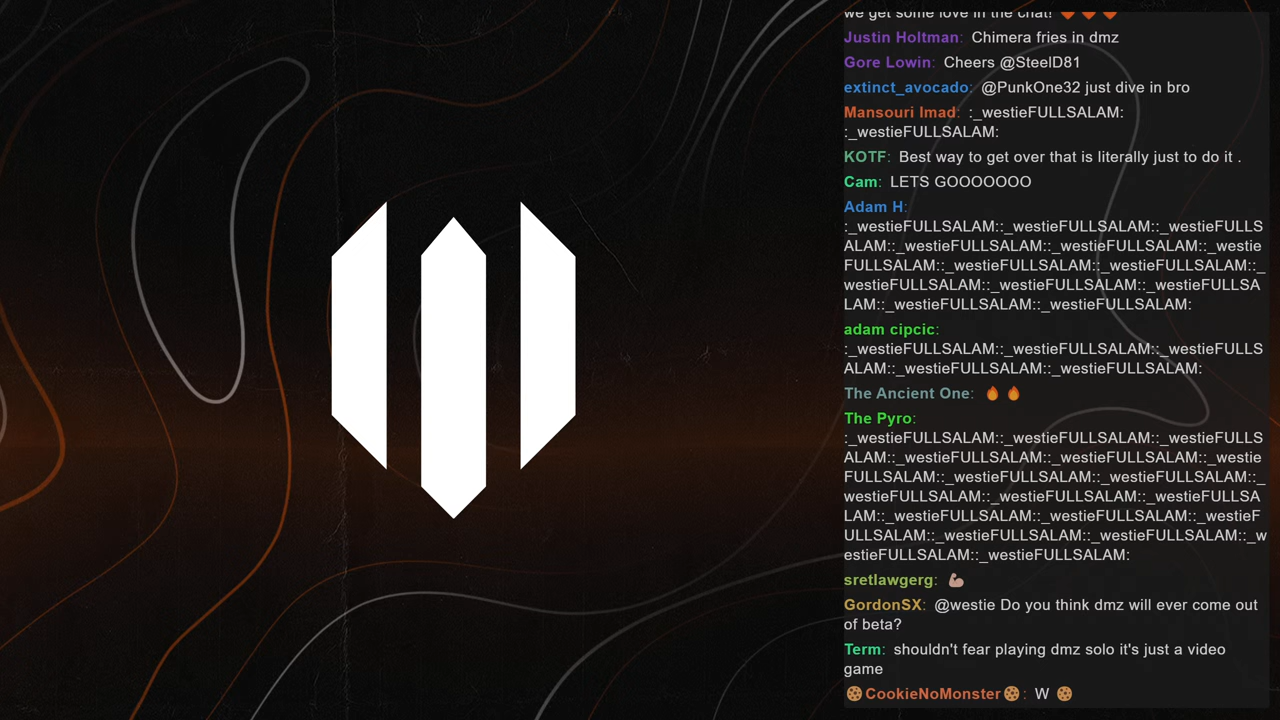 we get some love in the chat! 🧡 🧡 🧡
Justin Holtman: Chimera fries in dmz
Gore Lowin: Cheers @SteelD81
extinct_avocado: @PunkOne32 just dive in bro
Mansouri Imad: :_westieFULLSALAM:
:_westieFULLSALAM:
KOTF: Best way to get over that is literally just to do it .
Cam: LETS GOOOOOOO
Adam H:
:_westieFULLSALAM::_westieFULLSALAM::_westieFULLS
ALAM::_westieFULLSALAM::_westieFULLSALAM::_westie
FULLSALAM::_westieFULLSALAM::_westieFULLSALAM::_
westieFULLSALAM::_westieFULLSALAM::_westieFULLSA
LAM::_westieFULLSALAM::_westieFULLSALAM:
adam cipcic:
:_westieFULLSALAM::_westieFULLSALAM::_westieFULLS
ALAM::_westieFULLSALAM::_westieFULLSALAM:
The Ancient One: 🔥 🔥
The Pyro:
:_westieFULLSALAM::_westieFULLSALAM::_westieFULLS
ALAM::_westieFULLSALAM::_westieFULLSALAM::_westie
FULLSALAM::_westieFULLSALAM::_westieFULLSALAM::_
westieFULLSALAM::_westieFULLSALAM::_westieFULLSA
LAM::_westieFULLSALAM::_westieFULLSALAM::_westieF
ULLSALAM::_westieFULLSALAM::_westieFULLSALAM::_w
estieFULLSALAM::_westieFULLSALAM:
sretlawgerg: 💪🏼
GordonSX: @westie Do you think dmz will ever come out
of beta?
Term: shouldn't fear playing dmz solo it's just a video
game
🍪CookieNoMonster🍪: W 🍪